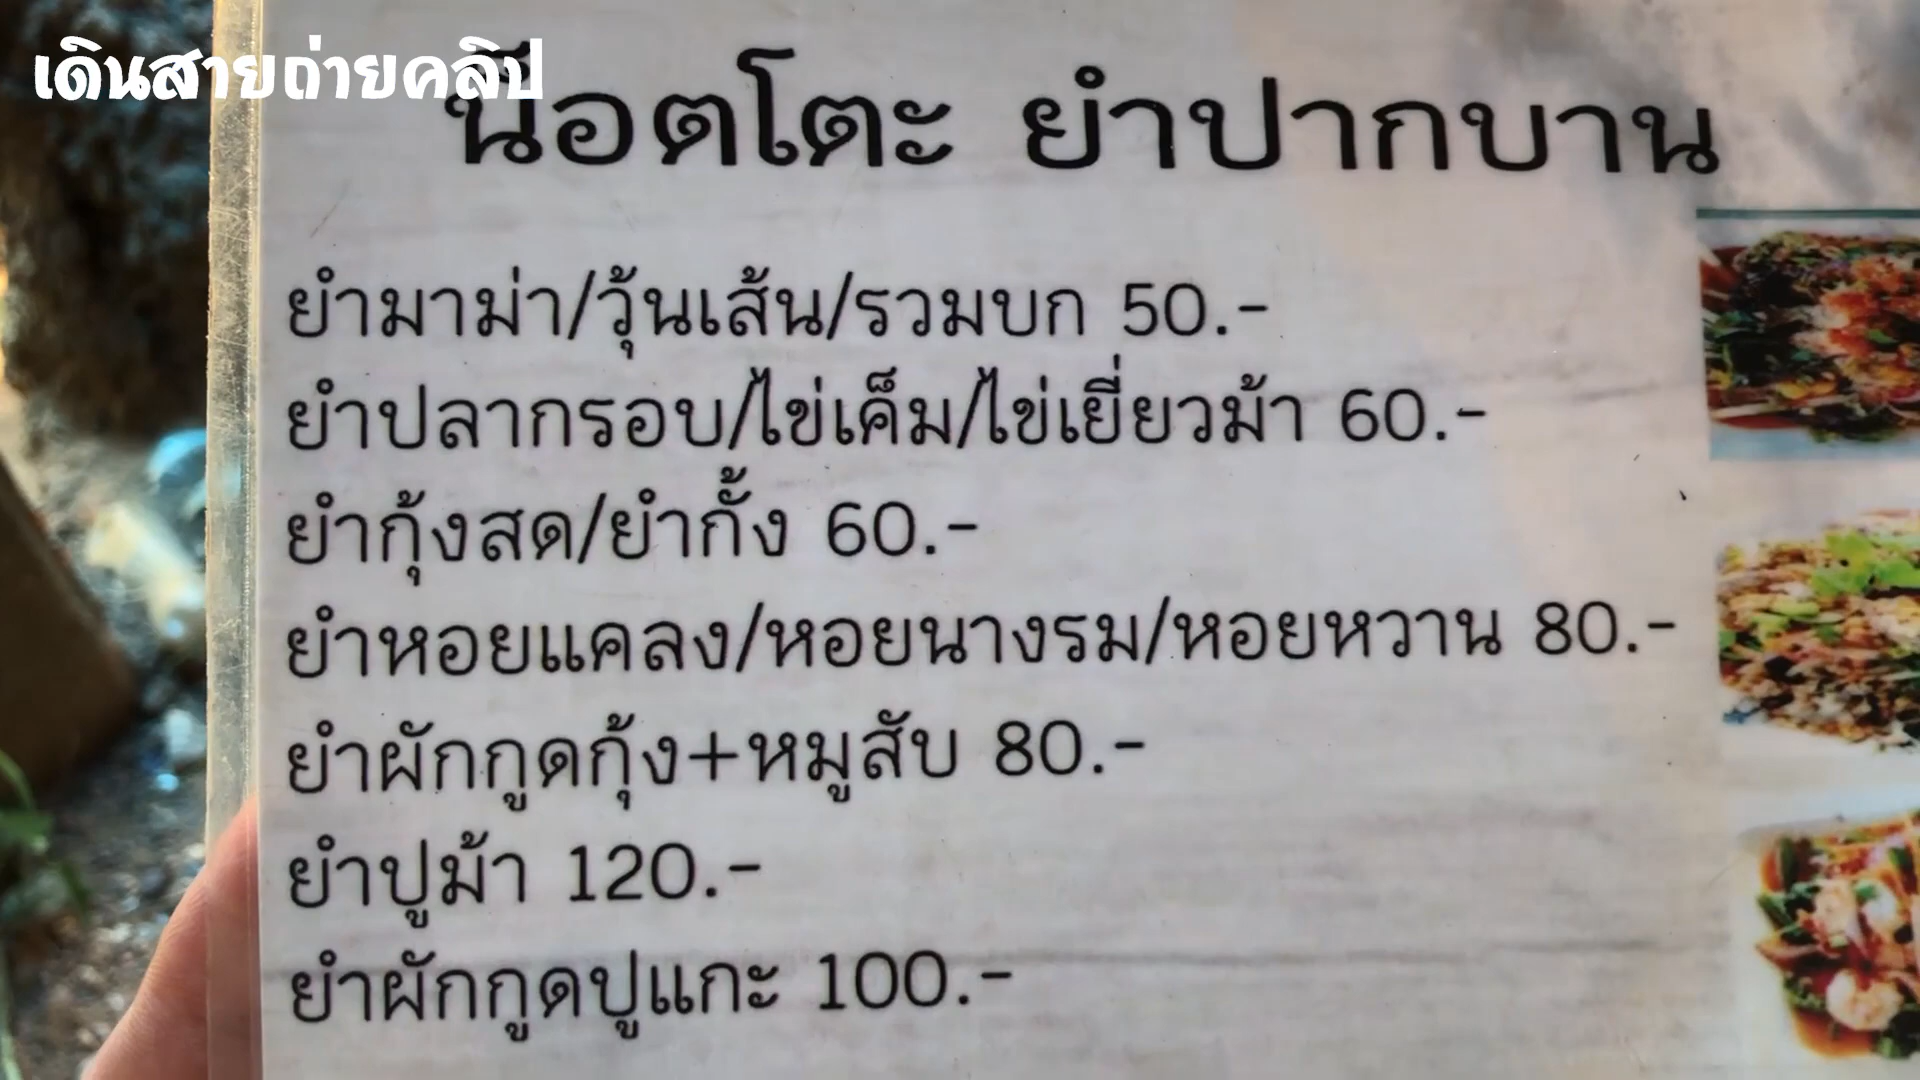 เดินสายถ่ายคลิป
น๊อตโตะ ยำปากบาน
ยำมาม่า/วุ้นเส้น/รวมบก 50.-
ยำปลากรอบ/ไข่เค็ม/ไข่เยี่ยวม้า 60.-
ยำกุ้งสด/ยำกั้ง 60.-
ยำหอยแคลง/หอยนางรม/หอยหวาน 80.-
ยำผักกูดกุ้ง+หมูสับ 80.-
ยำปูม้า 120.-
ยำผักกูดปูแกะ 100.-